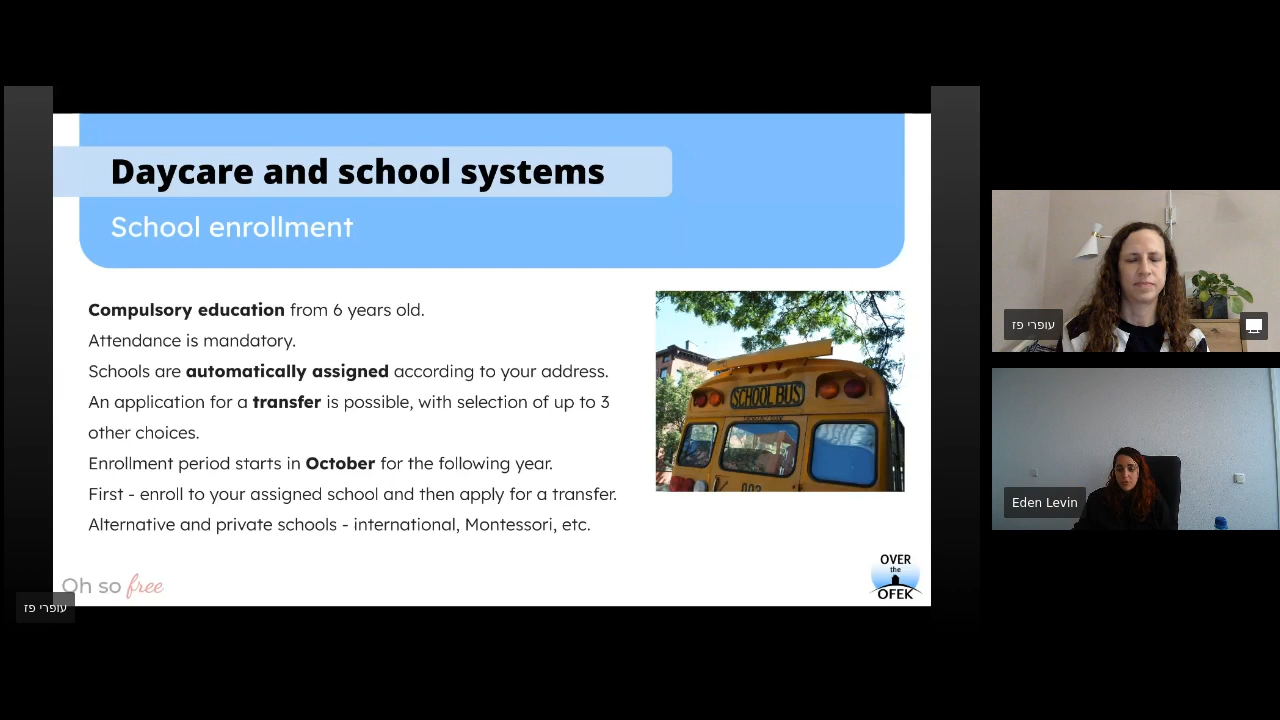 Daycare and school systems
School enrollment
Compulsory education from 6 years old.
Attendance is mandatory.
Schools are automatically assigned according to your address.
An application for a transfer is possible, with selection of up to 3
other choices.
Enrollment period starts in October for the following year.
First - enroll to your assigned school and then apply for a transfer.
Alternative and private schools - international, Montessori, etc.
SCHOOL BUS
Oh so free
OVER
the
OFEK
עופרי פז
עופרי פז
Eden Levin